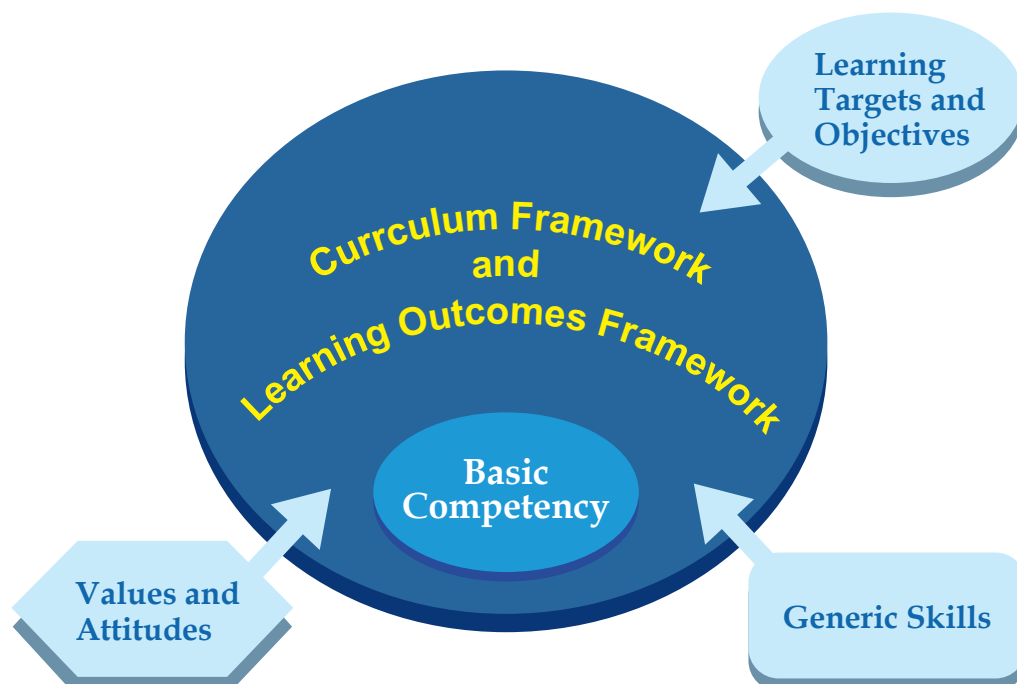 Learning
Targets and
Objectives
Currculum Framework
and
Learning Outcomes Framework
Basic
Competency
Values and
Attitudes
Generic Skills